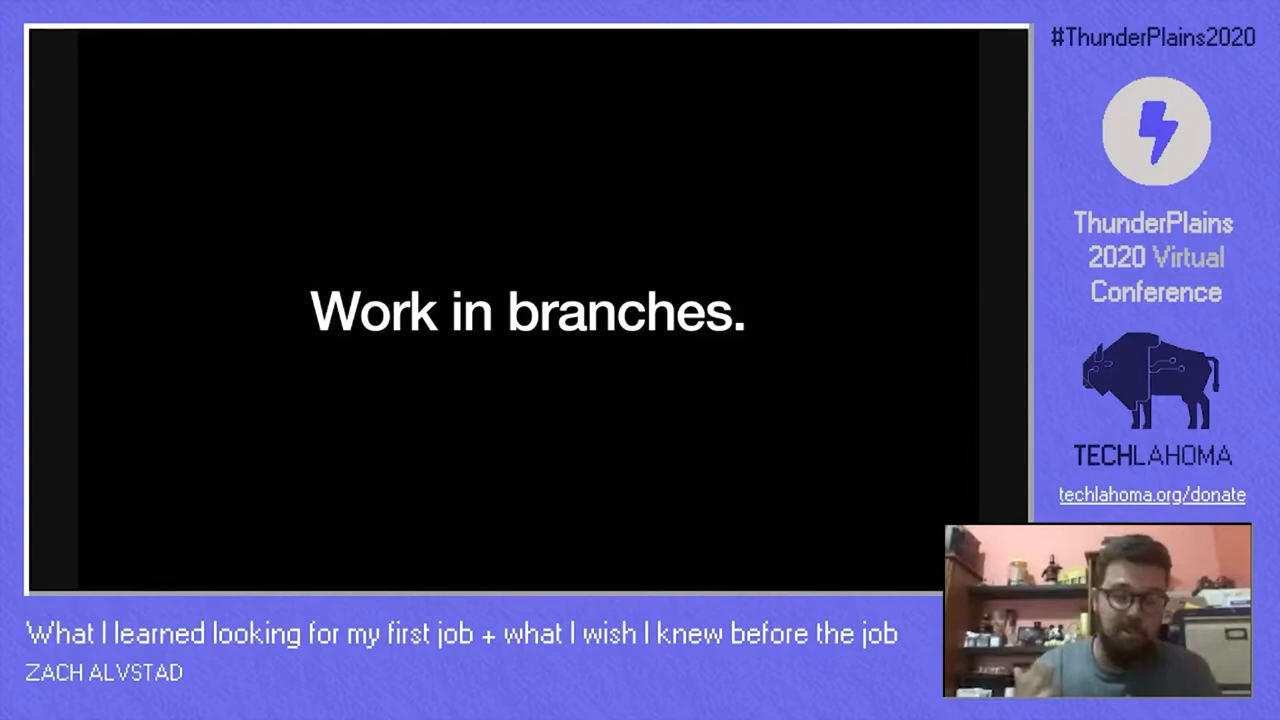 #ThunderPlains2020
Work in branches.
ThunderPlains
2020 Virtual
Conference
TECHLAHOMA
techlahoma.org/donate
What I learned looking for my first job + what I wish I knew before the job
ZACH ALVSTAD